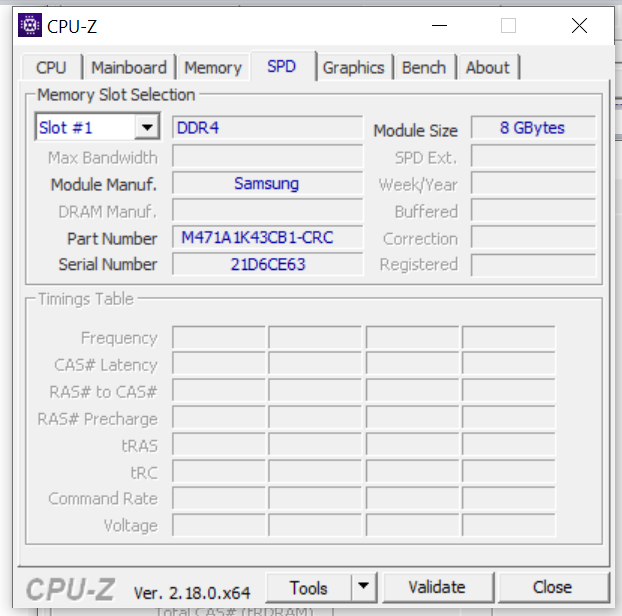 CPU-Z
CPU Mainboard Memory SPD Graphics Bench About
Memory Slot Selection
Slot #1 DDR4 Module Size 8 GBytes
Max Bandwidth SPD Ext.
Module Manuf. Samsung Week/Year
DRAM Manuf. Buffered
Part Number M471A1K43CB1-CRC Correction
Serial Number 21D6CE63 Registered
Timings Table
Frequency
CAS# Latency
RAS# to CAS#
RAS# Precharge
tRAS
tRC
Command Rate
Voltage
CPU-Z Ver. 2.18.0.x64 Tools Validate Close
Total CAS# (tRDRAM)